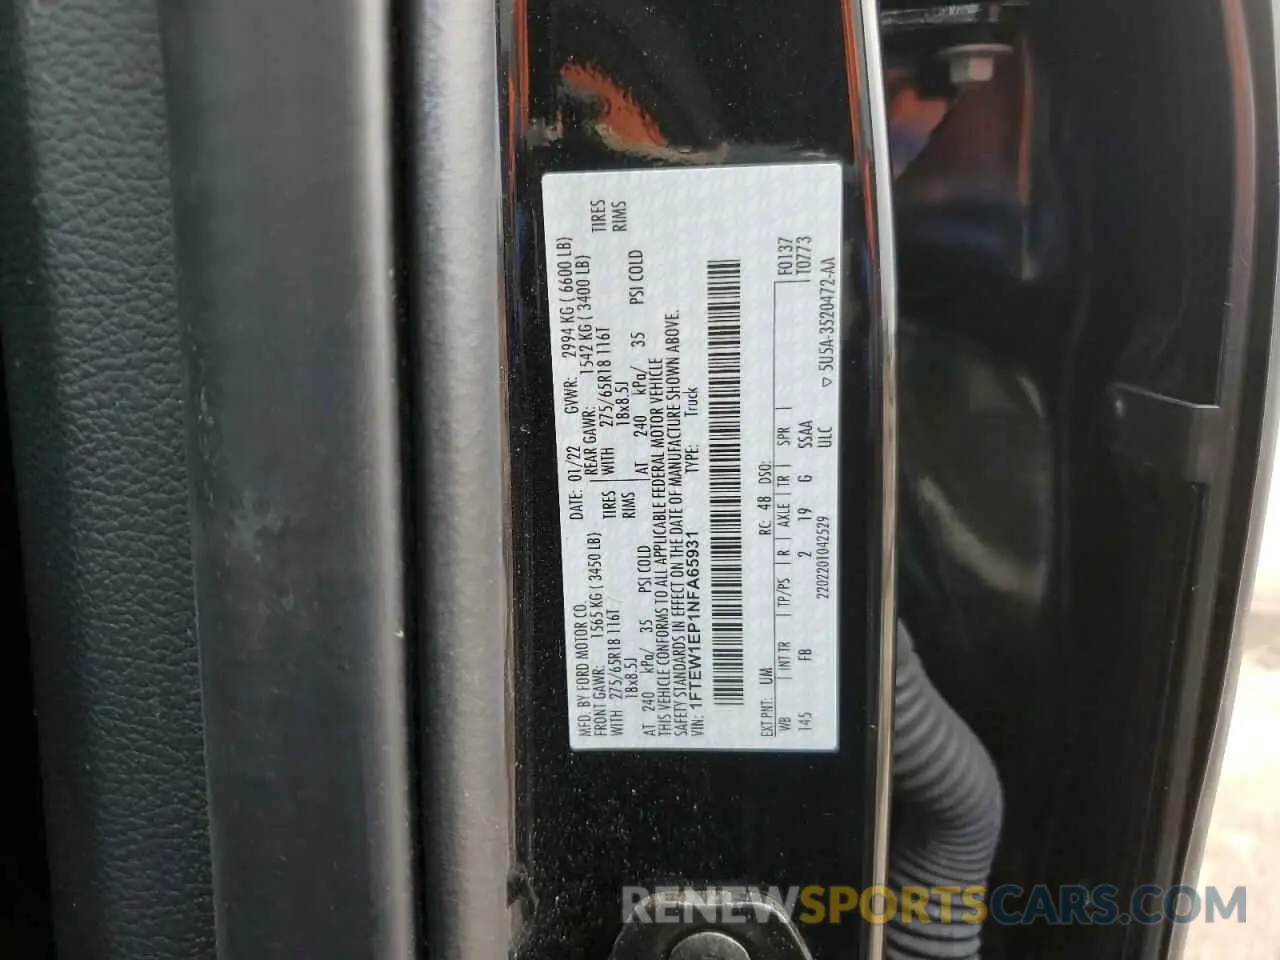 MFD. BY FORD MOTOR CO.
DATE: 01/22 GVWR: 2994 KG ( 6600 LB)
FRONT GAWR: 1565 KG ( 3450 LB)
REAR GAWR: 1542 KG ( 3400 LB)
WITH 275/65R18 116T TIRES
WITH 275/65R18 116T TIRES
18x8.5J RIMS
18x8.5J RIMS
AT 240 kPa/ 35 PSI COLD
AT 240 kPa/ 35 PSI COLD
THIS VEHICLE CONFORMS TO ALL APPLICABLE FEDERAL MOTOR VEHICLE
SAFETY STANDARDS IN EFFECT ON THE DATE OF MANUFACTURE SHOWN ABOVE.
VIN: 1FTEW1EP1NFA65931 TYPE: Truck
EXT PNT: UM RC: 48 DSO: F0137
WB INT TR TP/PS R AXLE TR SPR T0773
145 FB 2 19 G SSAA
2202201042529 ULC ▽ 5U5A-3520472-AA
RENEWSPORTSCARS.COM